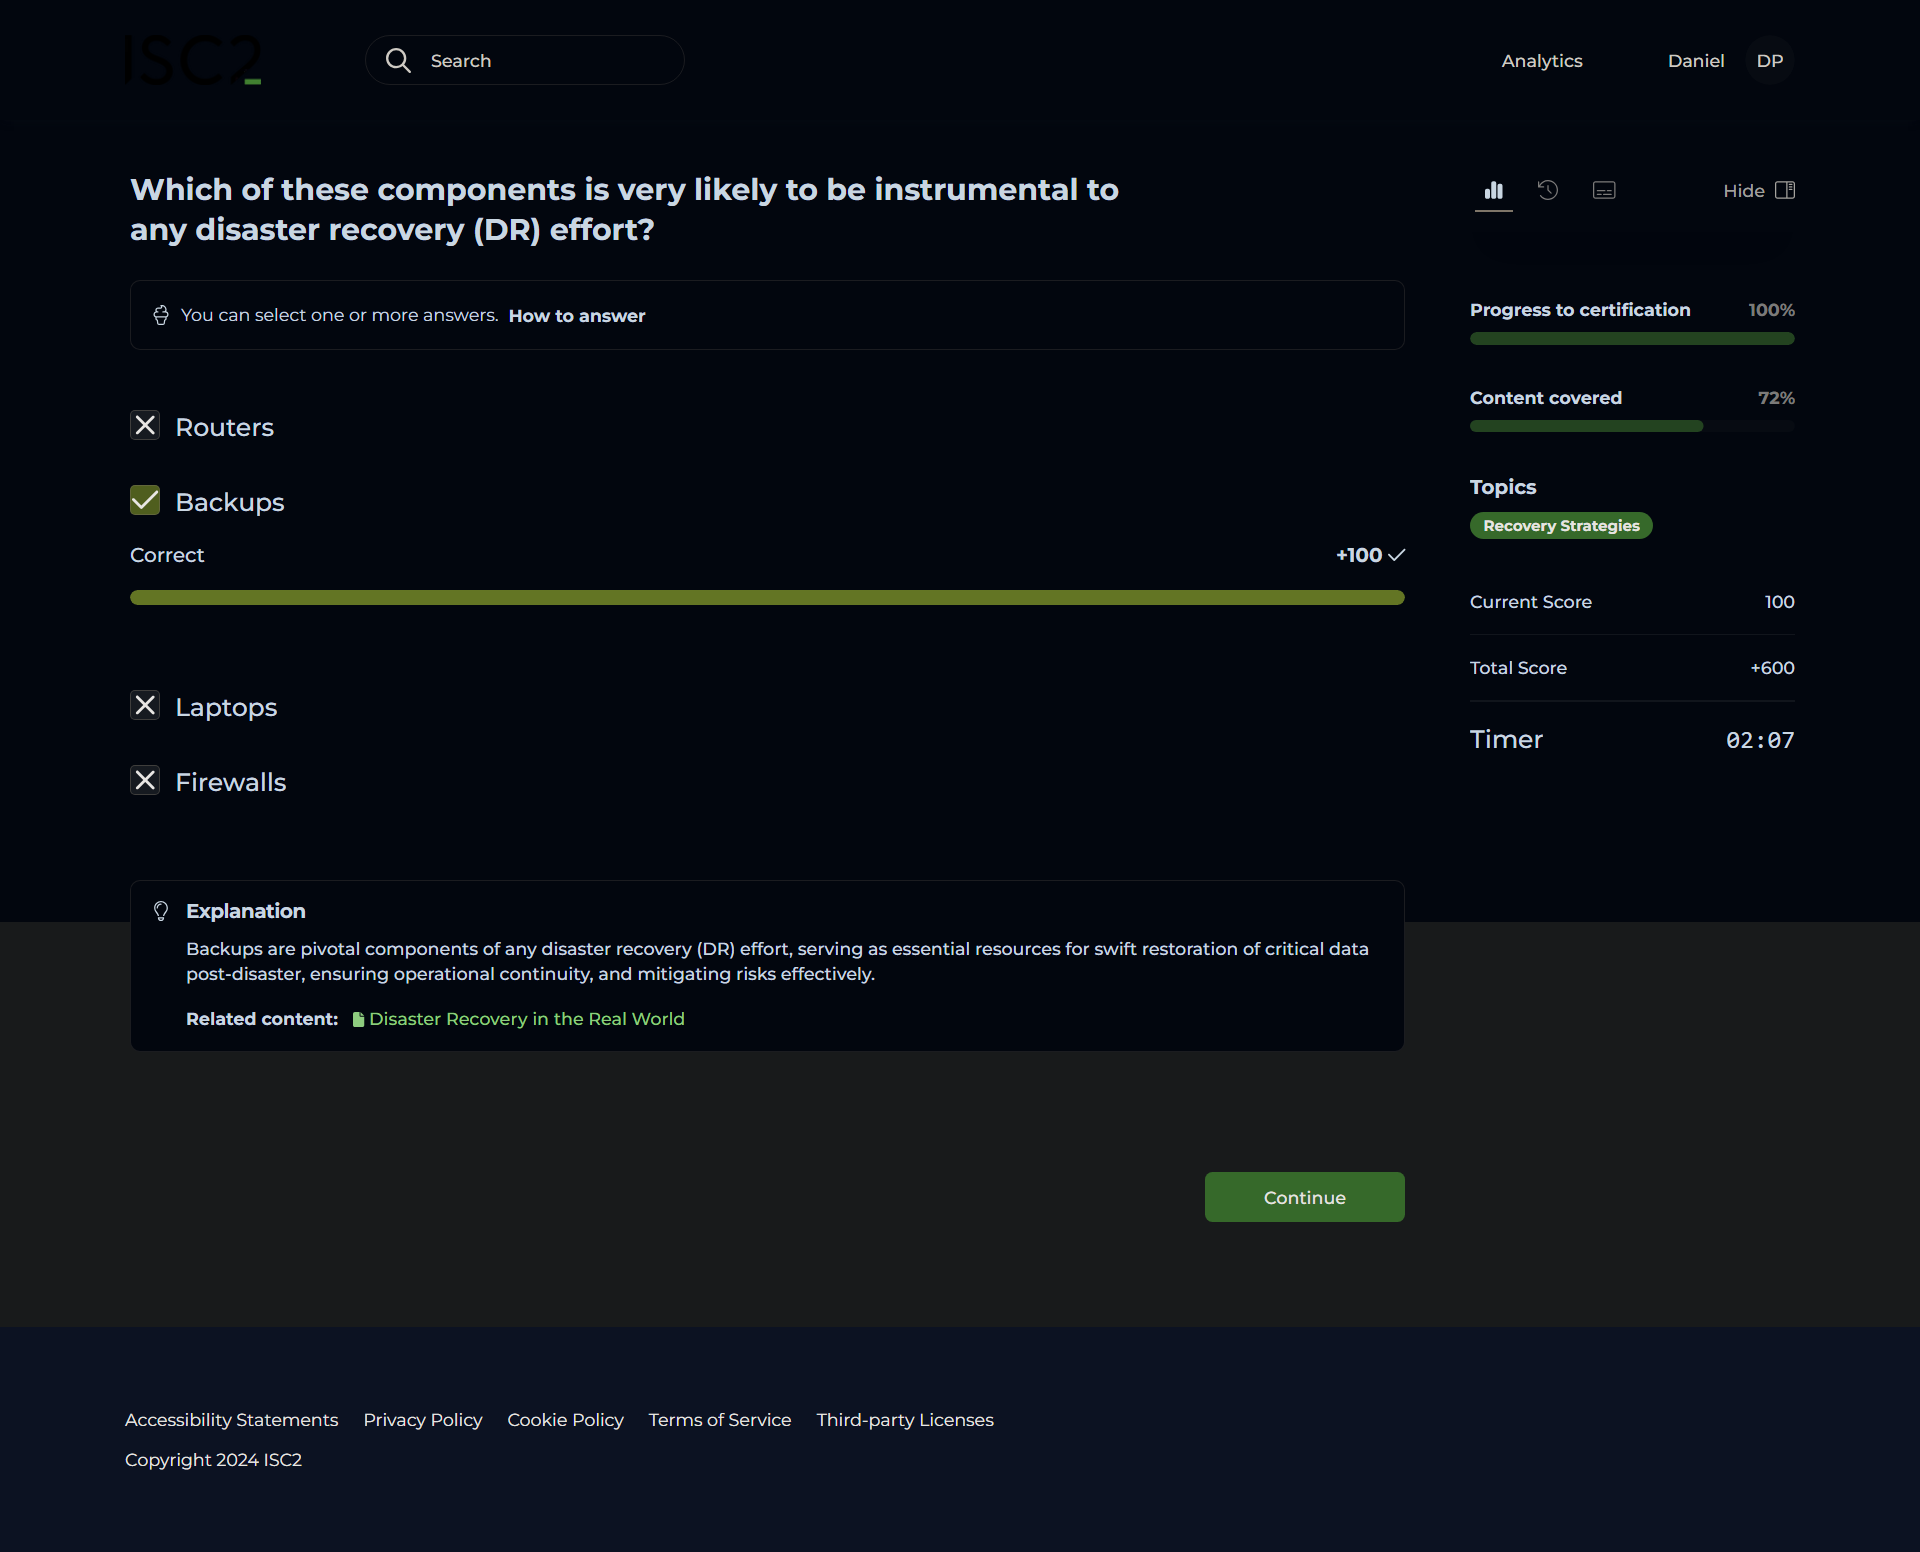 ISC2
Search
Analytics
Daniel
DP
Which of these components is very likely to be instrumental to
any disaster recovery (DR) effort?
You can select one or more answers. How to answer
Routers
Backups
Correct
+100
Laptops
Firewalls
Explanation
Backups are pivotal components of any disaster recovery (DR) effort, serving as essential resources for swift restoration of critical data
post-disaster, ensuring operational continuity, and mitigating risks effectively.
Related content: Disaster Recovery in the Real World
Continue
Hide
Progress to certification 100%
Content covered 72%
Topics
Recovery Strategies
Current Score 100
Total Score +600
Timer 02:07
Accessibility Statements Privacy Policy Cookie Policy Terms of Service Third-party Licenses
Copyright 2024 ISC2